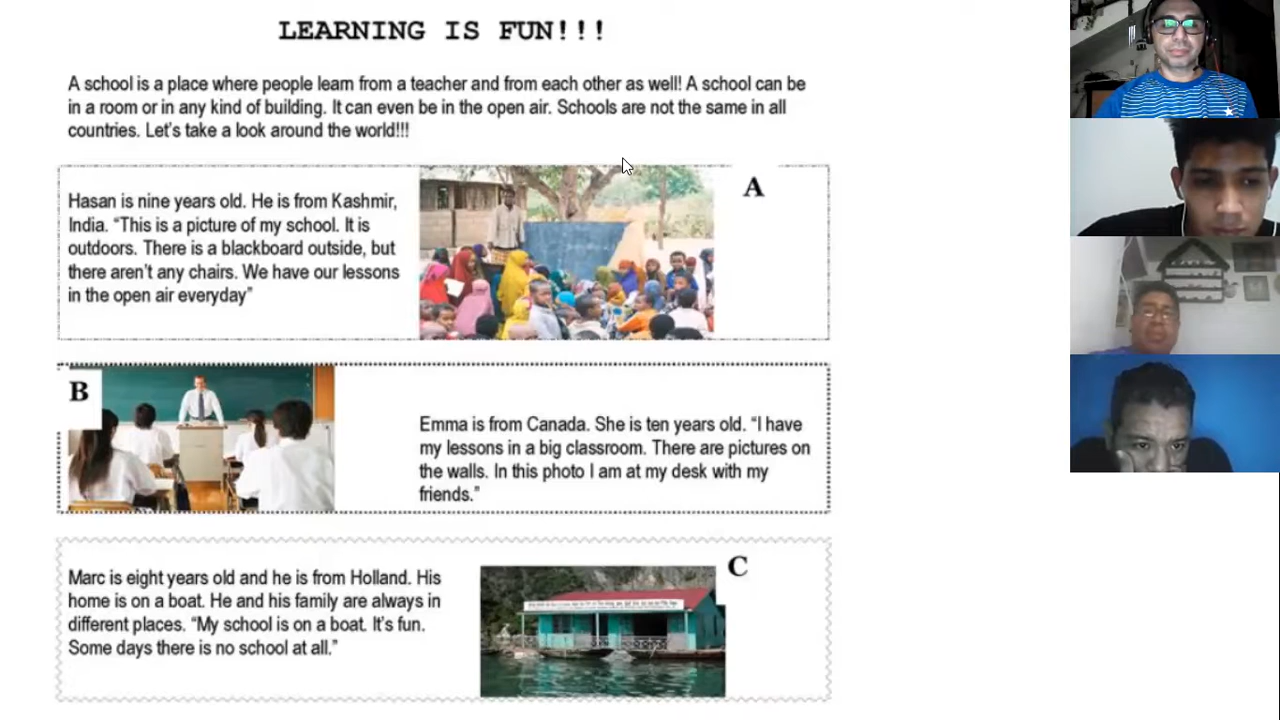 LEARNING IS FUN!!!
A school is a place where people learn from a teacher and from each other as well! A school can be
in a room or in any kind of building. It can even be in the open air. Schools are not the same in all
countries. Let's take a look around the world!!!
A
Hasan is nine years old. He is from Kashmir,
India. “This is a picture of my school. It is
outdoors. There is a blackboard outside, but
there aren't any chairs. We have our lessons
in the open air everyday”
B
Emma is from Canada. She is ten years old. “I have
my lessons in a big classroom. There are pictures on
the walls. In this photo I am at my desk with my
friends.”
C
Marc is eight years old and he is from Holland. His
home is on a boat. He and his family are always in
different places. “My school is on a boat. It's fun.
Some days there is no school at all.”